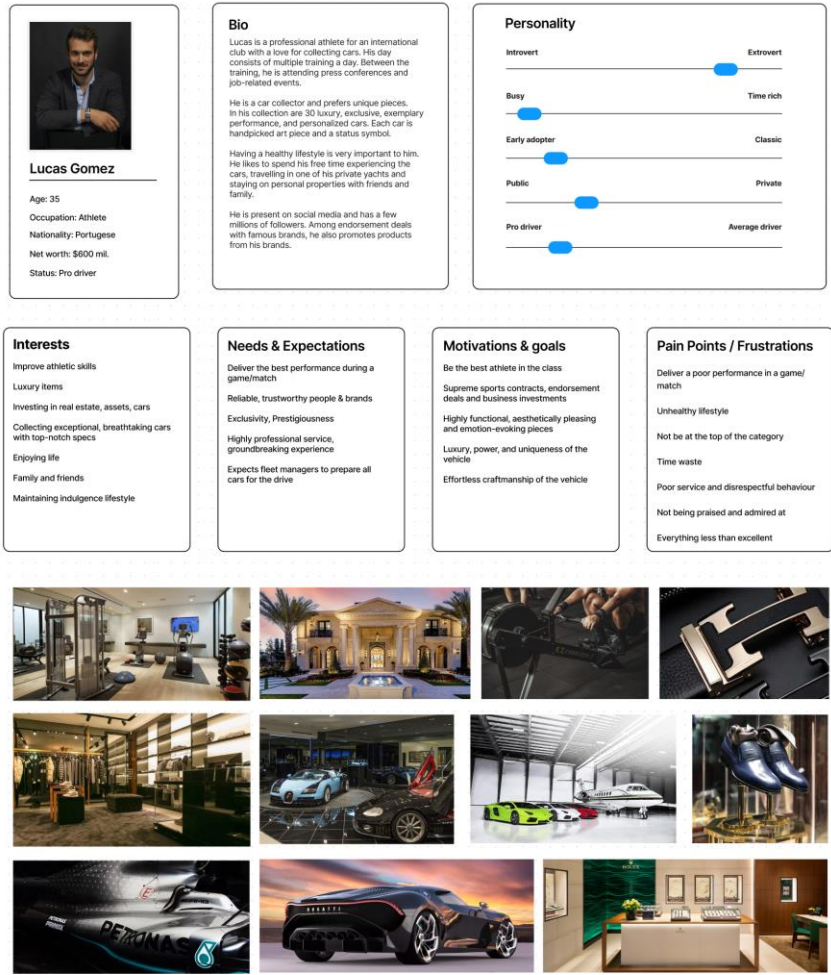 Lucas Gomez
Age: 35
Occupation: Athlete
Nationality: Portugese
Net worth: $600 mil.
Status: Pro driver
Bio
Lucas is a professional athlete for an international
club with a love for collecting cars. His day
consists of multiple training a day. Between the
training, he is attending press conferences and
job-related events.
He is a car collector and prefers unique pieces.
In his collection are 30 luxury, exclusive, exemplary
performance, and personalized cars. Each car is
handpicked art piece and a status symbol.
Having a healthy lifestyle is very important to him.
He likes to spend his free time experiencing the
cars, travelling in one of his private yachts and
staying on personal properties with friends and
family.
He is present on social media and has a few
millions of followers. Among endorsement deals
with famous brands, he also promotes products
from his brands.
Personality
Introvert Extrovert
Busy Time rich
Early adopter Classic
Public Private
Pro driver Average driver
Interests
Improve athletic skills
Luxury items
Investing in real estate, assets, cars
Collecting exceptional, breathtaking cars
with top-notch specs
Enjoying life
Family and friends
Maintaining indulgence lifestyle
Needs & Expectations
Deliver the best performance during a
game/match
Reliable, trustworthy people & brands
Exclusivity, Prestigiousness
Highly professional service,
groundbreaking experience
Expects fleet managers to prepare all
cars for the drive
Motivations & goals
Be the best athlete in the class
Supreme sports contracts, endorsement
deals and business investments
Highly functional, aesthetically pleasing
and emotion-evoking pieces
Luxury, power, and uniqueness of the
vehicle
Effortless craftmanship of the vehicle
Pain Points / Frustrations
Deliver a poor performance in a game/
match
Unhealthy lifestyle
Not be at the top of the category
Time waste
Poor service and disrespectful behaviour
Not being praised and admired at
Everything less than excellent
PETRONAS
PETRONAS
BUGATTI
ROLEX